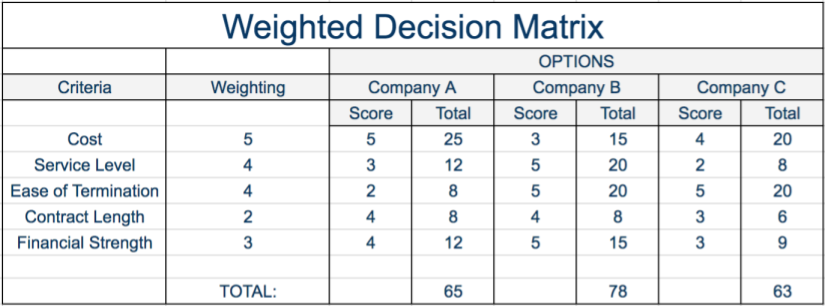 Weighted Decision Matrix
OPTIONS
Criteria Weighting Company A Company B Company C
Score Total Score Total Score Total
Cost 5 5 25 3 15 4 20
Service Level 4 3 12 5 20 2 8
Ease of Termination 4 2 8 5 20 5 20
Contract Length 2 4 8 4 8 3 6
Financial Strength 3 4 12 5 15 3 9
TOTAL: 65 78 63